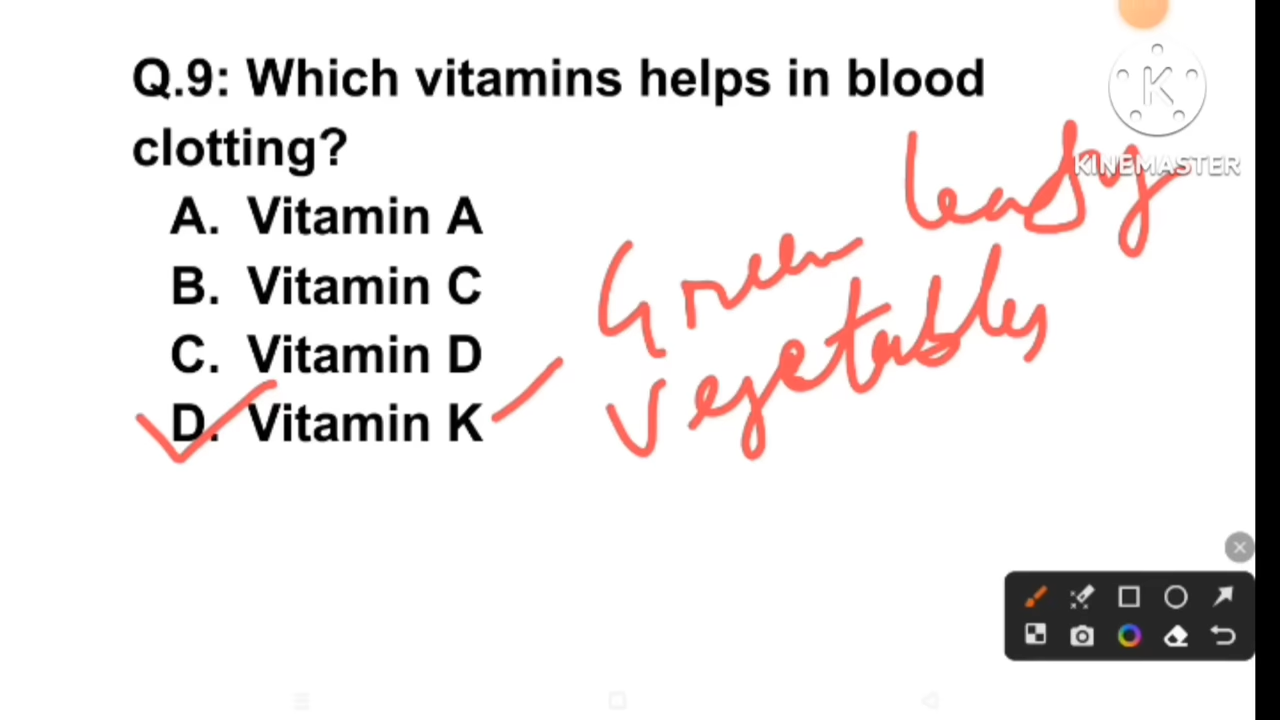 Q.9: Which vitamins helps in blood
clotting?
A. Vitamin A
B. Vitamin C
C. Vitamin D
D. Vitamin K
Green leafy
vegetables
K
KINEMASTER